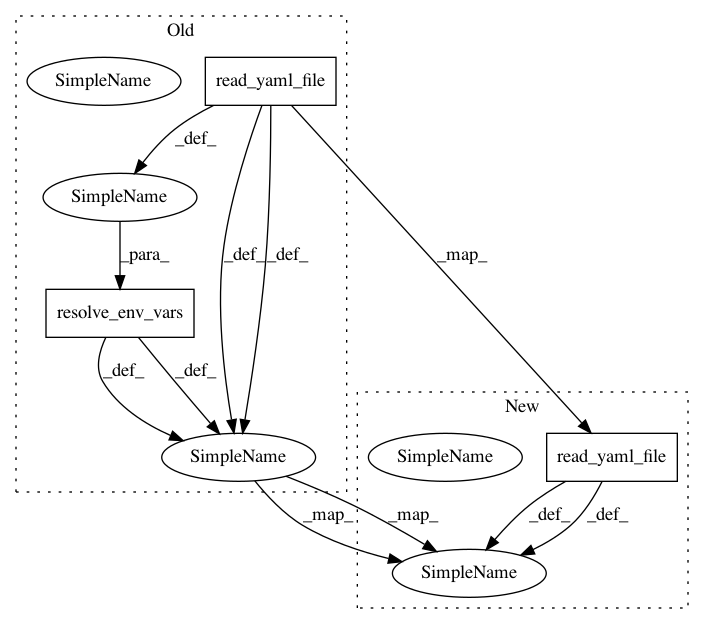 Old
SimpleName
read_yaml_file
_def_
SimpleName
_para_
_def_
_def_
_map_
resolve_env_vars
_def_
_def_
SimpleName
New
SimpleName
read_yaml_file
_map_
_map_
_def_
_def_
SimpleName